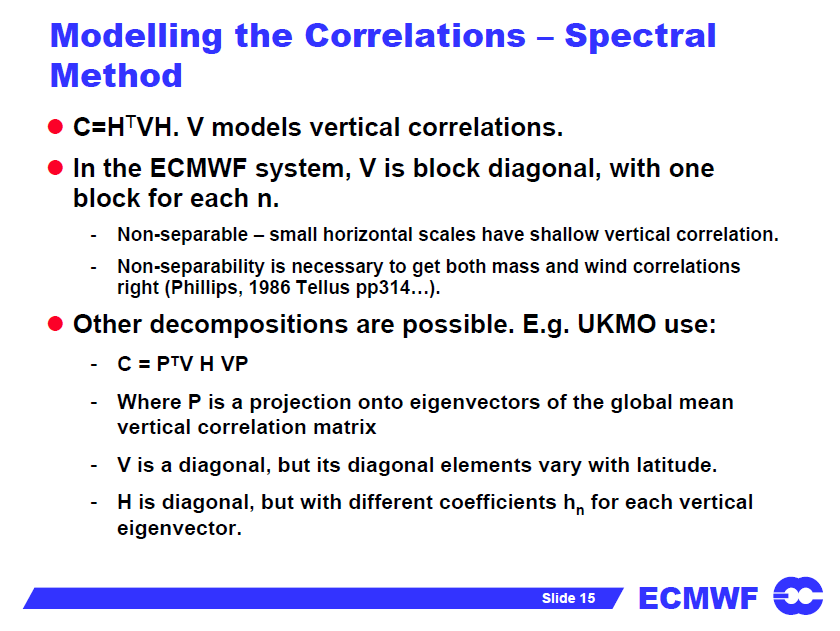 Modelling the Correlations – Spectral
Method
C=HᵀVH. V models vertical correlations.
In the ECMWF system, V is block diagonal, with one
block for each n.
- Non-separable – small horizontal scales have shallow vertical correlation.
- Non-separability is necessary to get both mass and wind correlations
right (Phillips, 1986 Tellus pp314…).
Other decompositions are possible. E.g. UKMO use:
- C = PᵀV H VP
- Where P is a projection onto eigenvectors of the global mean
vertical correlation matrix
- V is a diagonal, but its diagonal elements vary with latitude.
- H is diagonal, but with different coefficients hₙ for each vertical
eigenvector.
Slide 15
ECMWF